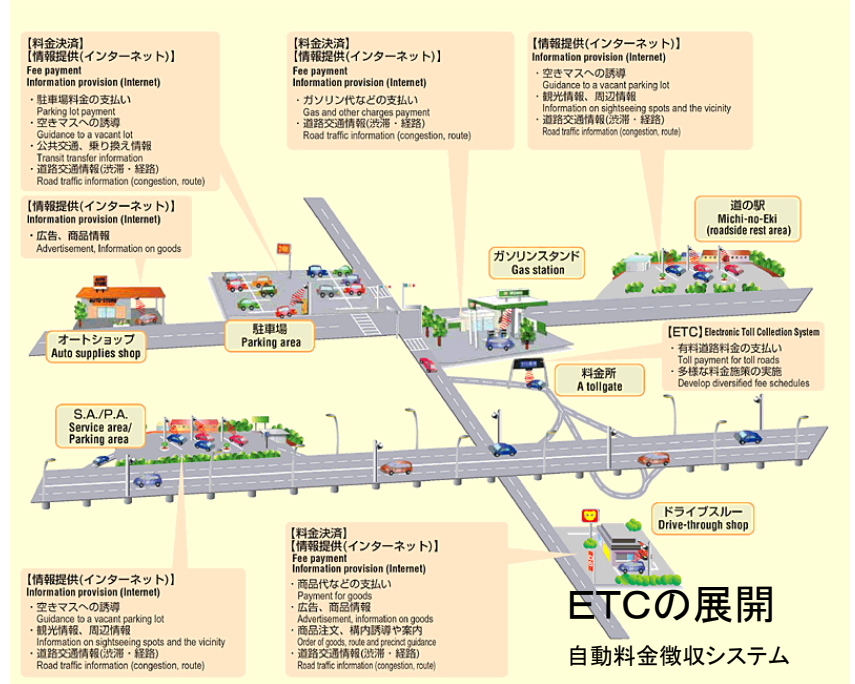 【料金決済】
【情報提供(インターネット)】
Fee payment
Information provision (Internet)
・駐車場料金の支払い
Parking lot payment
・空きマスへの誘導
Guidance to a vacant lot
・公共交通、乗り換え情報
Transit transfer information
・道路交通情報(渋滞・経路)
Road traffic information (congestion, route)
【料金決済】
【情報提供(インターネット)】
Fee payment
Information provision (Internet)
・ガソリン代などの支払い
Gas and other charges payment
・道路交通情報(渋滞・経路)
Road traffic information (congestion, route)
【情報提供(インターネット)】
Information provision (Internet)
・空きマスへの誘導
Guidance to a vacant parking lot
・観光情報、周辺情報
Information on sightseeing spots and the vicinity
・道路交通情報(渋滞・経路)
Road traffic information (congestion, route)
【情報提供(インターネット)】
Information provision (Internet)
・広告、商品情報
Advertisement, Information on goods
道の駅
Michi-no-Eki
(roadside rest area)
ガソリンスタンド
Gas station
AUTO STORE
オートショップ
Auto supplies shop
駐車場
Parking area
【ETC】Electronic Toll Collection System
・有料道路料金の支払い
Toll payment for toll roads
・多様な料金施策の実施
Develop diversified fee schedules
料金所
A tollgate
S.A./P.A.
Service area/
Parking area
ドライブスルー
Drive-through shop
【情報提供(インターネット)】
Information provision (Internet)
・空きマスへの誘導
Guidance to a vacant parking lot
・観光情報、周辺情報
Information on sightseeing spots and the vicinity
・道路交通情報(渋滞・経路)
Road traffic information (congestion, route)
【料金決済】
【情報提供(インターネット)】
Fee payment
Information provision (Internet)
・商品代などの支払い
Payment for goods
・広告、商品情報
Advertisement, information on goods
・商品注文、構内誘導や案内
Order of goods, route and precinct guidance
・道路交通情報(渋滞・経路)
Road traffic information (congestion, route)
ETCの展開
自動料金徴収システム